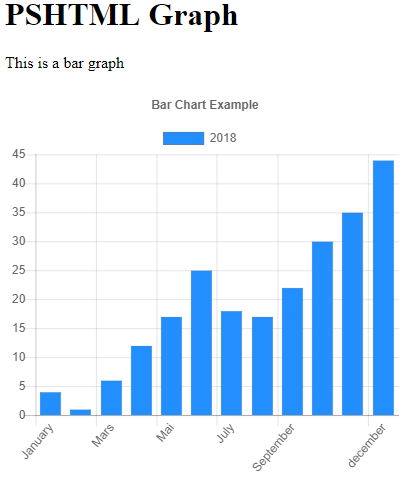 PSHTML Graph
This is a bar graph
Bar Chart Example
2018
45
40
35
30
25
20
15
10
5
0
January
Mars
Mai
July
September
december